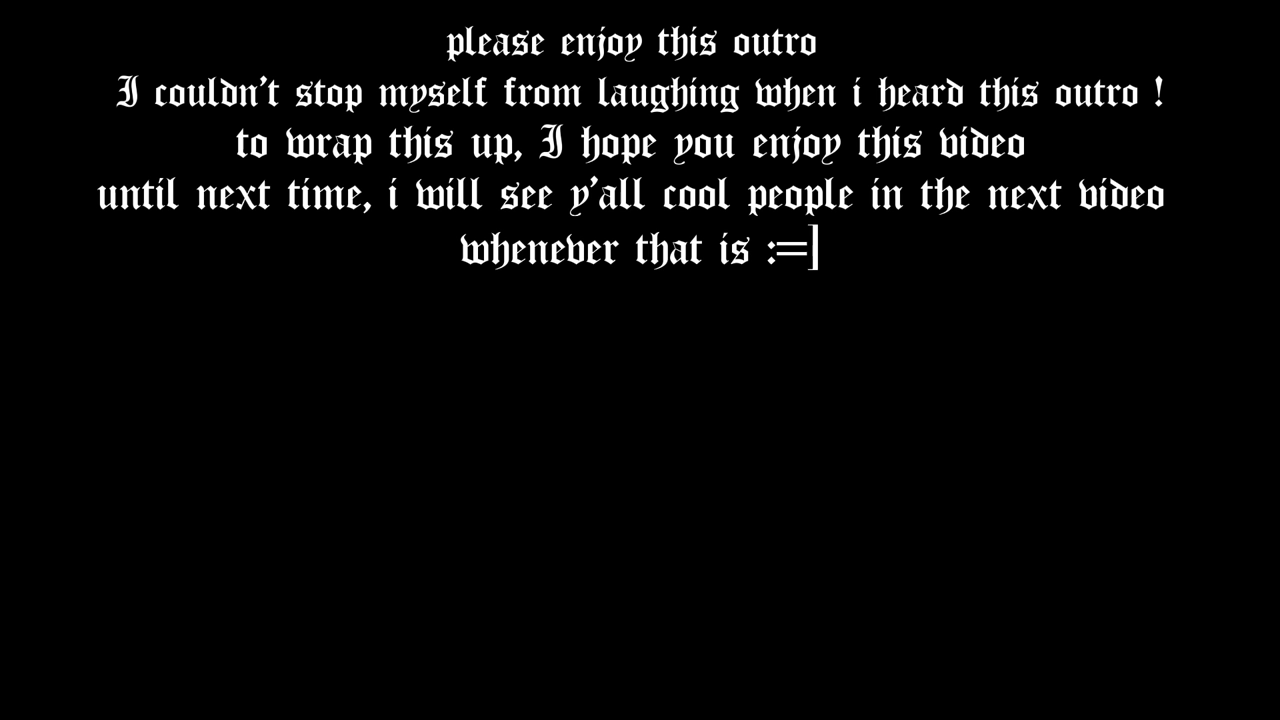 please enjoy this outro
I couldn't stop myself from laughing when i heard this outro !
to wrap this up, I hope you enjoy this video
until next time, i will see y'all cool people in the next video
whenever that is :=]